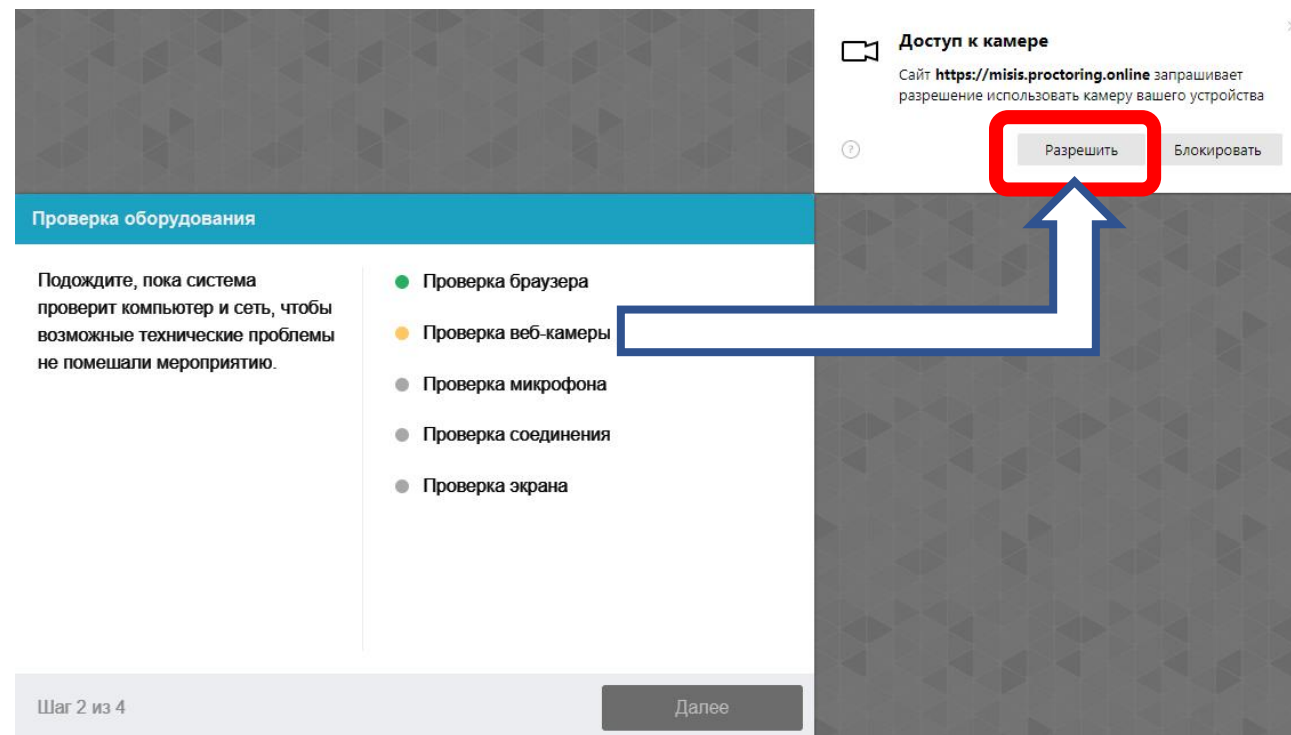 Доступ к камере
Сайт https://misis.proctoring.online запрашивает
разрешение использовать камеру вашего устройства
?
Разрешить
Блокировать
Проверка оборудования
Подождите, пока система
проверит компьютер и сеть, чтобы
возможные технические проблемы
не помешали мероприятию.
Проверка браузера
Проверка веб-камеры
Проверка микрофона
Проверка соединения
Проверка экрана
Шаг 2 из 4
Далее